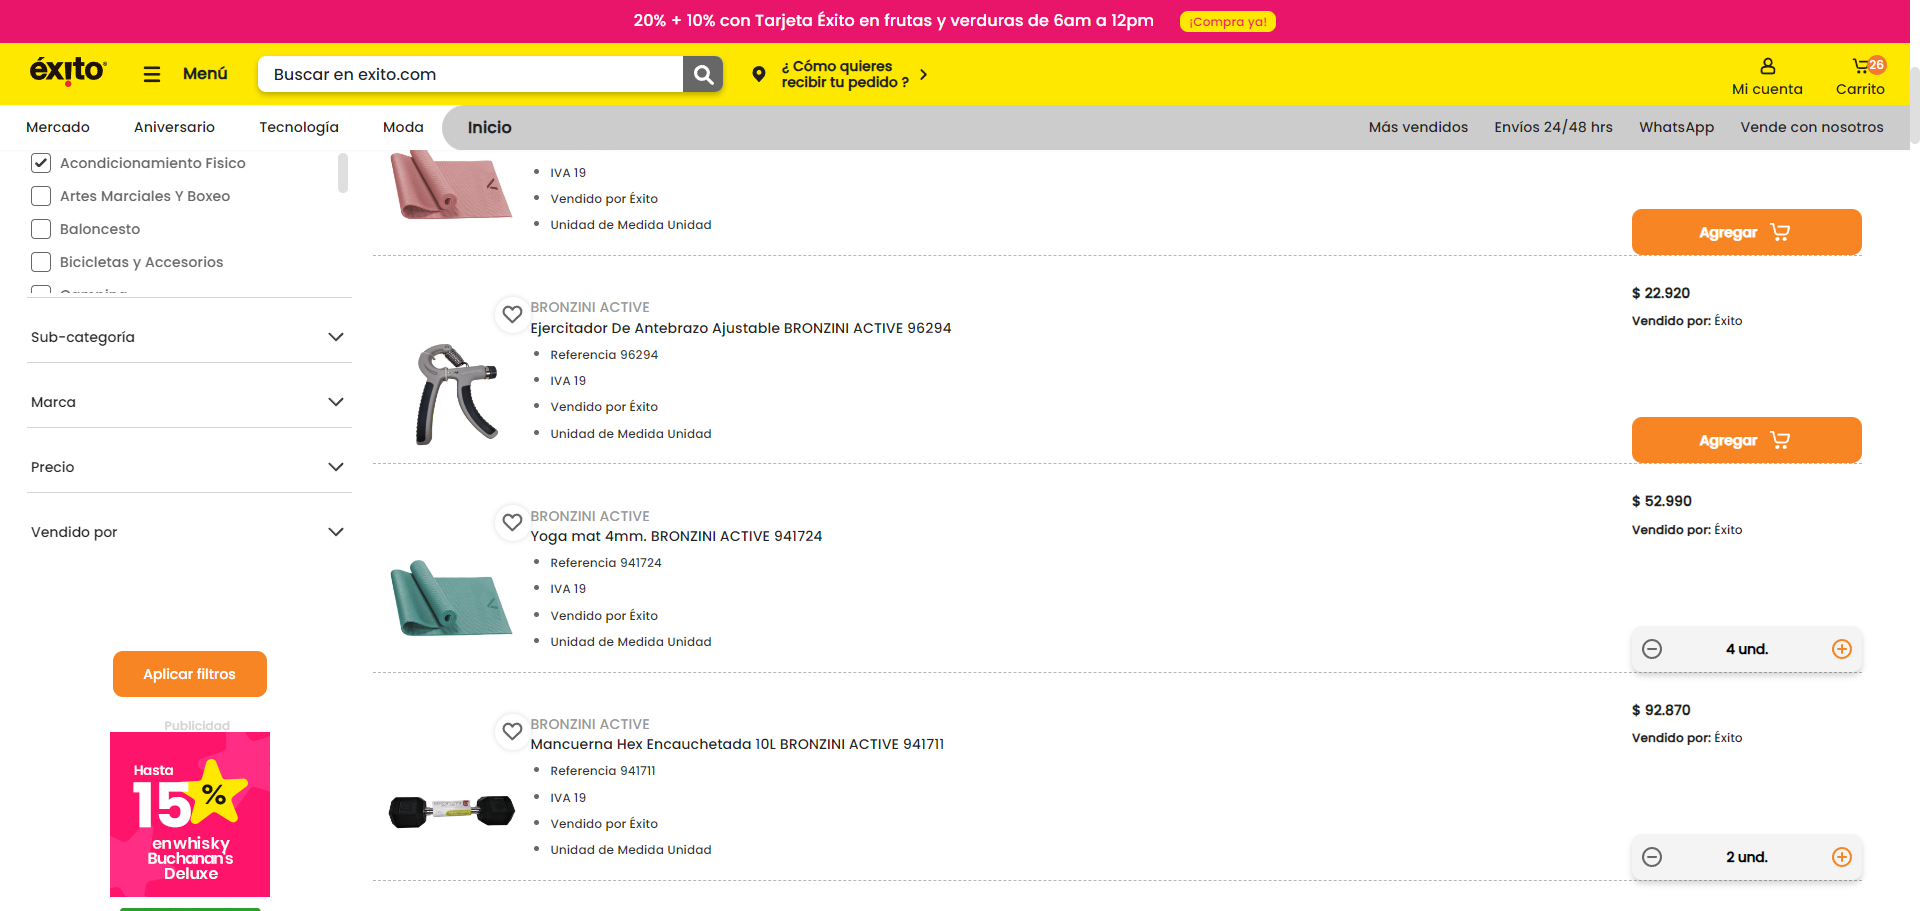 20% + 10% con Tarjeta Éxito en frutas y verduras de 6am a 12pm
¡Compra ya!
éxito
Menú
Buscar en exito.com
¿ Cómo quieres
recibir tu pedido ?
Mi cuenta
26
Carrito
Mercado
Aniversario
Tecnología
Moda
Inicio
Más vendidos
Envíos 24/48 hrs
WhatsApp
Vende con nosotros
Acondicionamiento Fisico
Artes Marciales Y Boxeo
Baloncesto
Bicicletas y Accesorios
Sub-categoría
Marca
Precio
Vendido por
Aplicar filtros
Publicidad
Hasta
15%
en whisky
Buchanan's
Deluxe
IVA 19
Vendido por Éxito
Unidad de Medida Unidad
Agregar
BRONZINI ACTIVE
Ejercitador De Antebrazo Ajustable BRONZINI ACTIVE 96294
Referencia 96294
IVA 19
Vendido por Éxito
Unidad de Medida Unidad
$ 22.920
Vendido por: Éxito
Agregar
BRONZINI ACTIVE
Yoga mat 4mm. BRONZINI ACTIVE 941724
Referencia 941724
IVA 19
Vendido por Éxito
Unidad de Medida Unidad
$ 52.990
Vendido por: Éxito
4 und.
BRONZINI ACTIVE
Mancuerna Hex Encauchetada 10L BRONZINI ACTIVE 941711
Referencia 941711
IVA 19
Vendido por Éxito
Unidad de Medida Unidad
$ 92.870
Vendido por: Éxito
2 und.